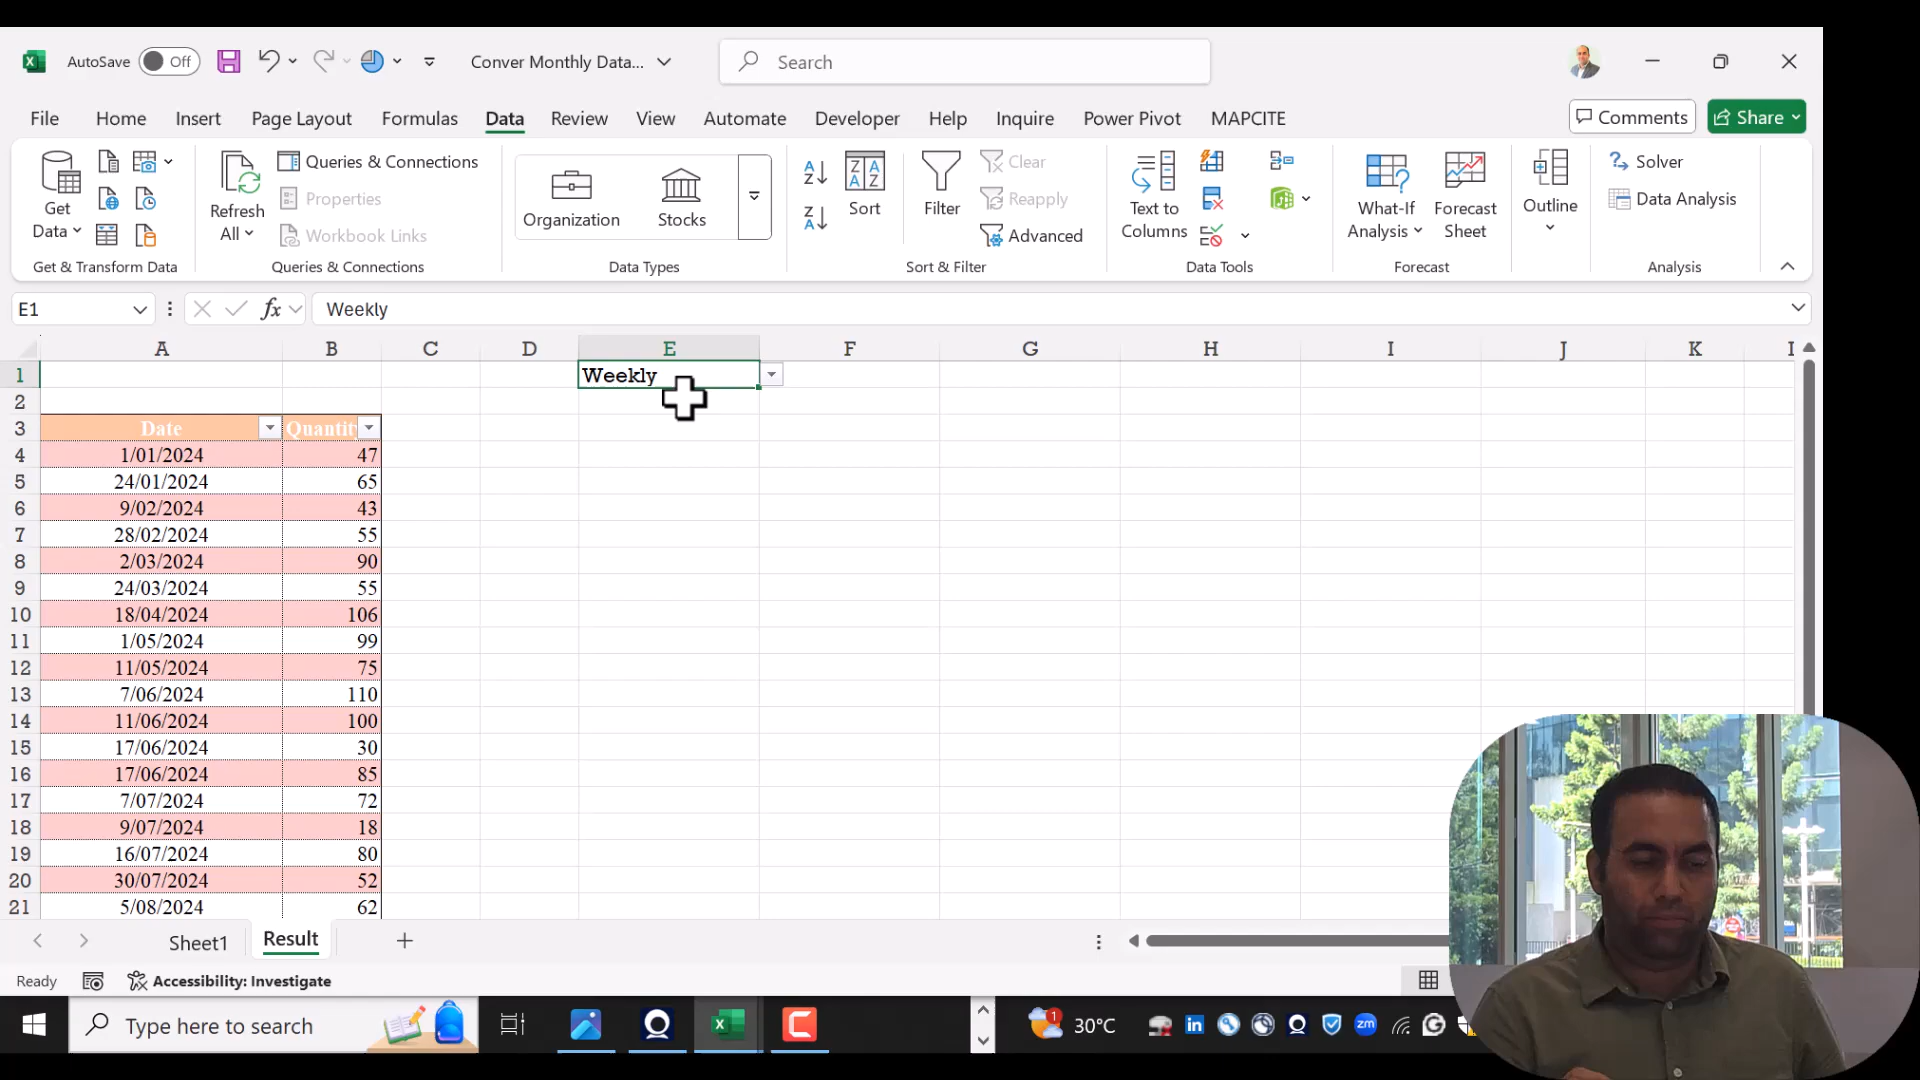 AutoSave Off Conver Monthly Data... Search
File Home Insert Page Layout Formulas Data Review View Automate Developer Help Inquire Power Pivot MAPCITE Comments Share
Get Data
Refresh All
Queries & Connections
Properties
Workbook Links
Organization
Stocks
Sort
Filter
Clear
Reapply
Advanced
Text to Columns
What-If Analysis
Forecast Sheet
Outline
Solver
Data Analysis
Get & Transform Data Queries & Connections Data Types Sort & Filter Data Tools Forecast Analysis
E1 fx Weekly
A B C D E F G H I J K
1 Weekly
2
3 Date Quantit
4 1/01/2024 47
5 24/01/2024 65
6 9/02/2024 43
7 28/02/2024 55
8 2/03/2024 90
9 24/03/2024 55
10 18/04/2024 106
11 1/05/2024 99
12 11/05/2024 75
13 7/06/2024 110
14 11/06/2024 100
15 17/06/2024 30
16 17/06/2024 85
17 7/07/2024 72
18 9/07/2024 18
19 16/07/2024 80
20 30/07/2024 52
21 5/08/2024 62
Sheet1 Result
Ready Accessibility: Investigate
Type here to search 30°C